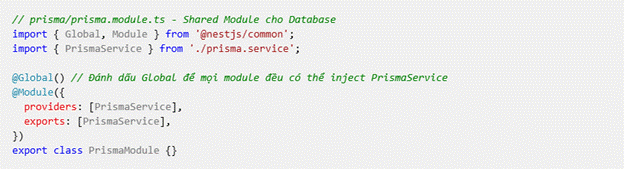 // prisma/prisma.module.ts - Shared Module cho Database
import { Global, Module } from '@nestjs/common';
import { PrismaService } from './prisma.service';
@Global() // Đánh dấu Global để mọi module đều có thể inject PrismaService
@Module({
  providers: [PrismaService],
  exports: [PrismaService],
})
export class PrismaModule {}